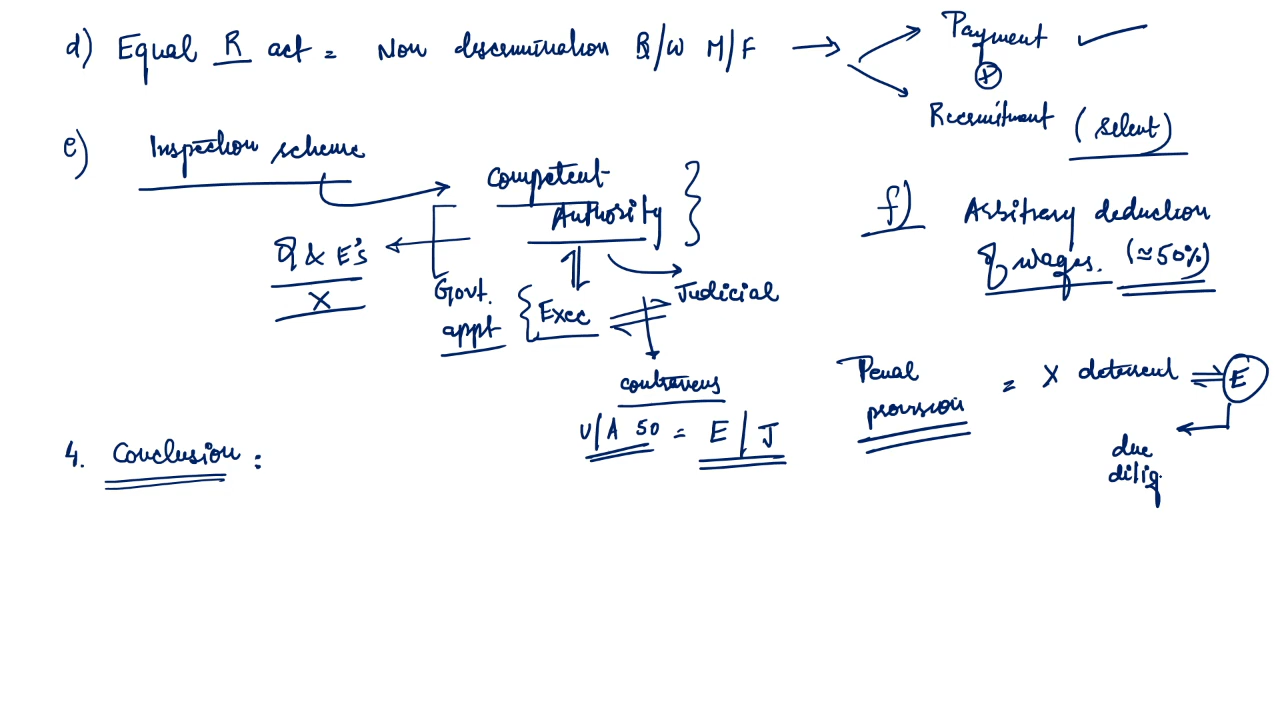 d) Equal R act = Non discrimination B/W M/F → Payment ✓
+
Recruitment (select)
e) Inspection scheme
Competent
Authority
Q & E's
X
Govt.
appt
Exec
Judicial
contravens
U/A 50 = E / J
f) Arbitrary deduction
of wages. (≈50%)
Penal
provision = X deterrent ⇌ E
due
dilig.
4. Conclusion :